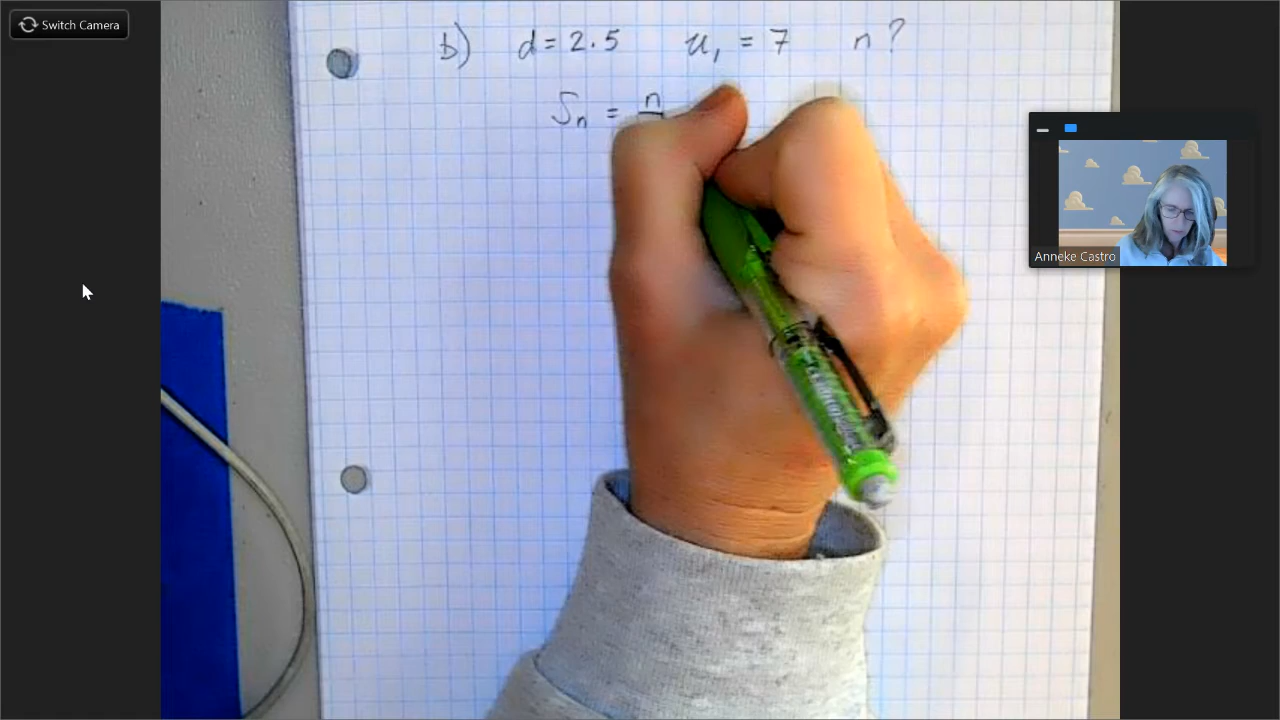 Switch Camera
b) d = 2.5 u₁ = 7 n?
Sₙ = n
Anneke Castro